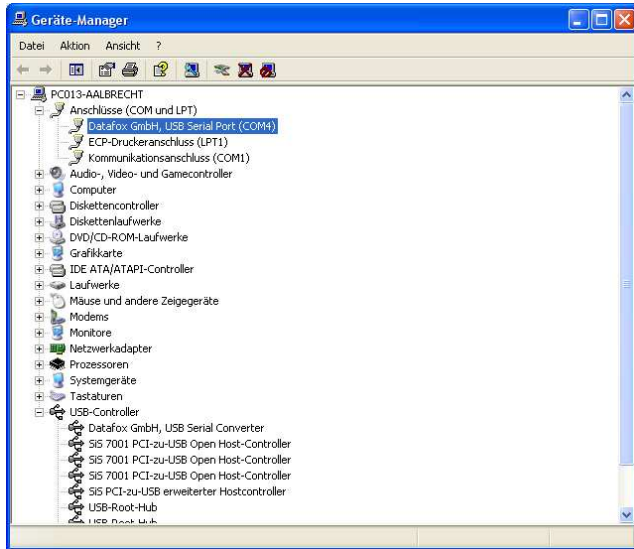 Geräte-Manager
Datei Aktion Ansicht ?
PC013-AALBRECHT
Anschlüsse (COM und LPT)
Datafox GmbH, USB Serial Port (COM4)
ECP-Druckeranschluss (LPT1)
Kommunikationsanschluss (COM1)
Audio-, Video- und Gamecontroller
Computer
Diskettencontroller
Diskettenlaufwerke
DVD/CD-ROM-Laufwerke
Grafikkarte
IDE ATA/ATAPI-Controller
Laufwerke
Mäuse und andere Zeigegeräte
Modems
Monitore
Netzwerkadapter
Prozessoren
Systemgeräte
Tastaturen
USB-Controller
Datafox GmbH, USB Serial Converter
SiS 7001 PCI-zu-USB Open Host-Controller
SiS 7001 PCI-zu-USB Open Host-Controller
SiS 7001 PCI-zu-USB Open Host-Controller
SiS PCI-zu-USB erweiterter Hostcontroller
USB-Root-Hub
USB-Root-Hub